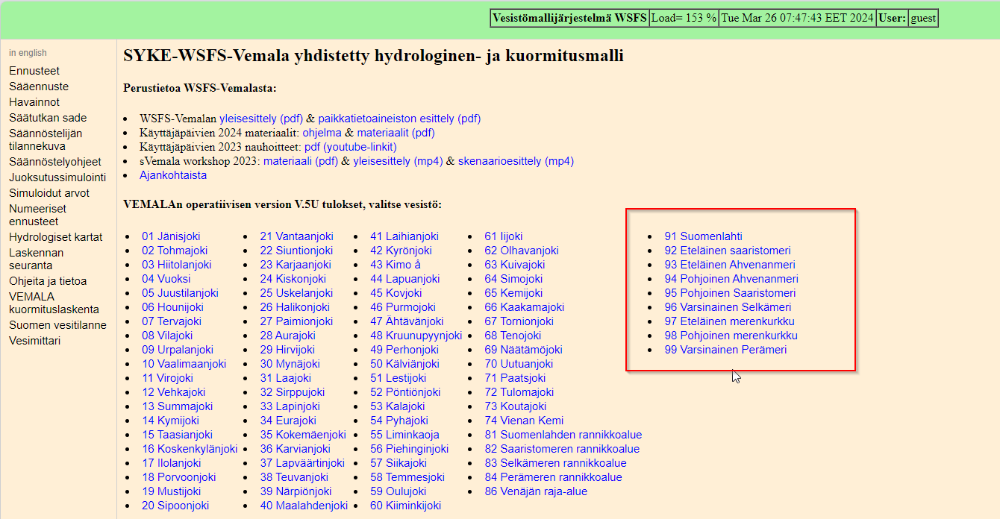 Vesistömallijärjestelmä WSFS Load= 153 % Tue Mar 26 07:47:43 EET 2024 User: guest
in english
Ennusteet
Sääennuste
Havainnot
Säätutkan sade
Säännöstelijän
tilannekuva
Säännöstelyohjeet
Juoksutussimulointi
Simuloidut arvot
Numeeriset
ennusteet
Hydrologiset kartat
Laskennan
seuranta
Ohjeita ja tietoa
VEMALA
kuormituslaskenta
Suomen vesitilanne
Vesimittari
SYKE-WSFS-Vemala yhdistetty hydrologinen- ja kuormitusmalli
Perustietoa WSFS-Vemalasta:
WSFS-Vemalan yleisesittely (pdf) & paikkatietoaineiston esittely (pdf)
Käyttäjäpäivien 2024 materiaalit: ohjelma & materiaalit (pdf)
Käyttäjäpäivien 2023 nauhoitteet: pdf (youtube-linkit)
sVemala workshop 2023: materiaali (pdf) & yleisesittely (mp4) & skenaarioesittely (mp4)
Ajankohtaista
VEMALAn operatiivisen version V.5U tulokset, valitse vesistö:
01 Jänisjoki
02 Tohmajoki
03 Hiitolanjoki
04 Vuoksi
05 Juustilanjoki
06 Hounijoki
07 Tervajoki
08 Vilajoki
09 Urpalanjoki
10 Vaalimaanjoki
11 Virojoki
12 Vehkajoki
13 Summajoki
14 Kymijoki
15 Taasianjoki
16 Koskenkylänjoki
17 Ilolanjoki
18 Porvoonjoki
19 Mustijoki
20 Sipoonjoki
21 Vantaanjoki
22 Siuntionjoki
23 Karjaanjoki
24 Kiskonjoki
25 Uskelanjoki
26 Halikonjoki
27 Paimionjoki
28 Aurajoki
29 Hirvijoki
30 Mynäjoki
31 Laajoki
32 Sirppujoki
33 Lapinjoki
34 Eurajoki
35 Kokemäenjoki
36 Karvianjoki
37 Lapväärtinjoki
38 Teuvanjoki
39 Närpiönjoki
40 Maalahdenjoki
41 Laihianjoki
42 Kyrönjoki
43 Kimo å
44 Lapuanjoki
45 Kovjoki
46 Purmojoki
47 Ähtävänjoki
48 Kruunupyynjoki
49 Perhonjoki
50 Kälviänjoki
51 Lestijoki
52 Pöntiönjoki
53 Kalajoki
54 Pyhäjoki
55 Liminkaoja
56 Piehinginjoki
57 Siikajoki
58 Temmesjoki
59 Oulujoki
60 Kiiminkijoki
61 Iijoki
62 Olhavanjoki
63 Kuivajoki
64 Simojoki
65 Kemijoki
66 Kaakamajoki
67 Tornionjoki
68 Tenojoki
69 Näätämöjoki
70 Uutuanjoki
71 Paatsjoki
72 Tulomajoki
73 Koutajoki
74 Vienan Kemi
81 Suomenlahden rannikkoalue
82 Saaristomeren rannikkoalue
83 Selkämeren rannikkoalue
84 Perämeren rannikkoalue
86 Venäjän raja-alue
91 Suomenlahti
92 Eteläinen saaristomeri
93 Eteläinen Ahvenanmeri
94 Pohjoinen Ahvenanmeri
95 Pohjoinen Saaristomeri
96 Varsinainen Selkämeri
97 Eteläinen merenkurkku
98 Pohjoinen merenkurkku
99 Varsinainen Perämeri